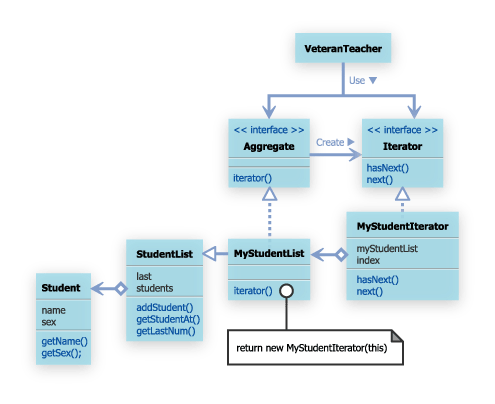 VeteranTeacher
Use ▼
<< interface >>
Aggregate
iterator()
Create ▶
<< interface >>
Iterator
hasNext()
next()
MyStudentIterator
myStudentList
index
hasNext()
next()
StudentList
last
students
addStudent()
getStudentAt()
getLastNum()
MyStudentList
iterator()
Student
name
sex
getName()
getSex();
return new MyStudentIterator(this)